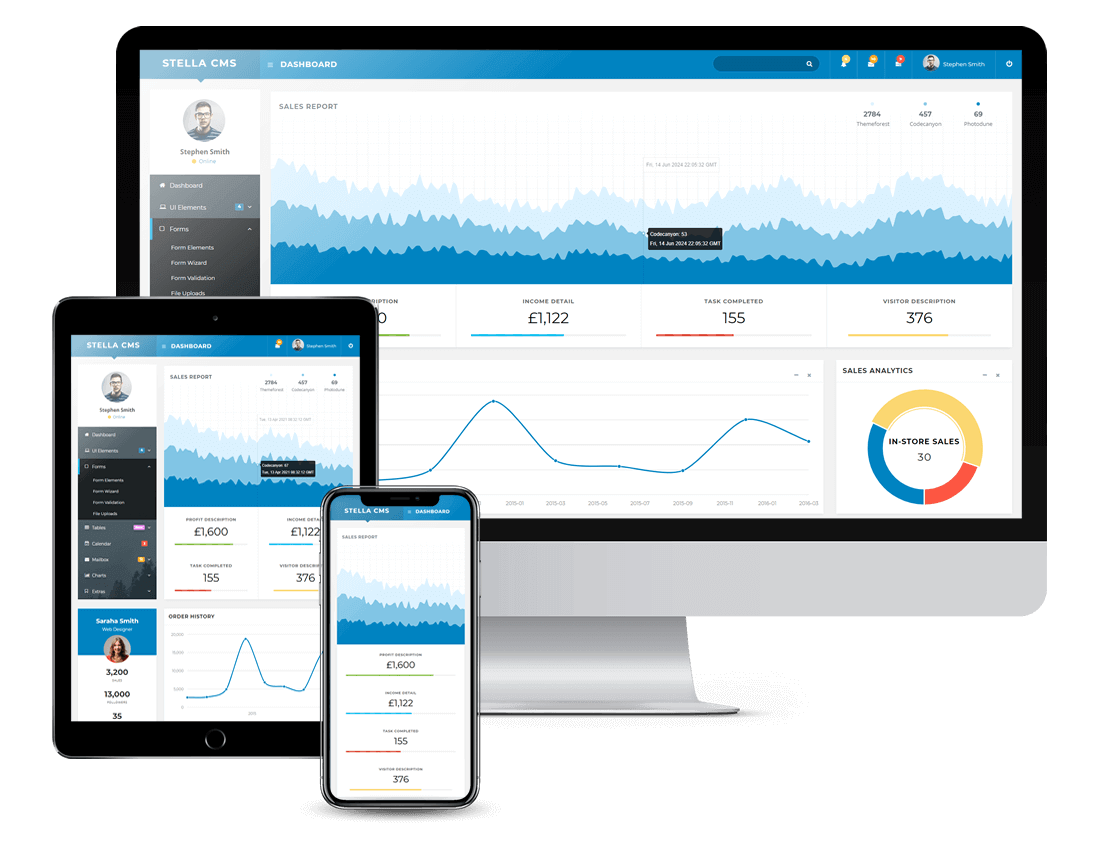 STELLA CMS
DASHBOARD
Stephen Smith
Stephen Smith
Online
Dashboard
UI Elements
Forms
Form Elements
Form Wizard
Form Validation
File Uploads
SALES REPORT
2784 457 69
Themeforest Codecanyon Photodune
Fri, 14 Jun 2024 22:05:32 GMT
Codecanyon: 53
Fri, 14 Jun 2024 22:05:32 GMT
RIPTION INCOME DETAIL TASK COMPLETED VISITOR DESCRIPTION
0 £1,122 155 376
2015-01 2015-03 2015-05 2015-07 2015-09 2015-11 2016-01 2016-03
SALES ANALYTICS
IN-STORE SALES
30
STELLA CMS
DASHBOARD
Stephen Smith
Stephen Smith
Online
Dashboard
UI Elements
Forms
Form Elements
Form Wizard
Form Validation
File Uploads
Tables
Calendar
Mailbox
Charts
Extras
Saraha Smith
Web Designer
3,200
13,000
FOLLOWERS
35
SALES REPORT
2784 457 69
Themeforest Codecanyon Photodune
Tue, 13 Apr 2021 08:32:12 GMT
Codecanyon: 67
Tue, 13 Apr 2021 08:32:12 GMT
PROFIT DESCRIPTION INCOME DETA
£1,600 £1,122
TASK COMPLETED VISITOR DESCRI
155 376
ORDER HISTORY
20,000
15,000
10,000
5,000
0
STELLA CMS
DASHBOARD
SALES REPORT
PROFIT DESCRIPTION
£1,600
INCOME DETAIL
£1,122
TASK COMPLETED
155
VISITOR DESCRIPTION
376